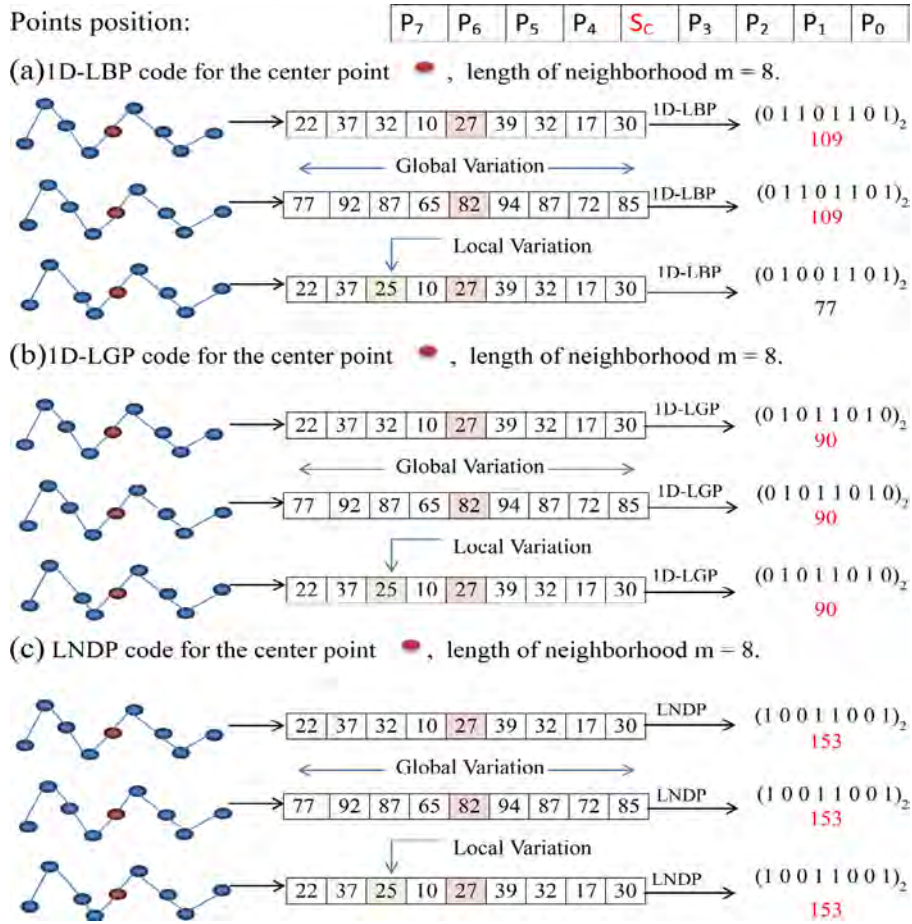 Points position: P7 P6 P5 P4 SC P3 P2 P1 P0
(a)1D-LBP code for the center point , length of neighborhood m = 8.
22 37 32 10 27 39 32 17 30 1D-LBP (0 1 1 0 1 1 0 1)2
109
Global Variation
77 92 87 65 82 94 87 72 85 1D-LBP (0 1 1 0 1 1 0 1)2
109
Local Variation
22 37 25 10 27 39 32 17 30 1D-LBP (0 1 0 0 1 1 0 1)2
77
(b)1D-LGP code for the center point , length of neighborhood m = 8.
22 37 32 10 27 39 32 17 30 1D-LGP (0 1 0 1 1 0 1 0)2
90
Global Variation
77 92 87 65 82 94 87 72 85 1D-LGP (0 1 0 1 1 0 1 0)2
90
Local Variation
22 37 25 10 27 39 32 17 30 1D-LGP (0 1 0 1 1 0 1 0)2
90
(c) LNDP code for the center point , length of neighborhood m = 8.
22 37 32 10 27 39 32 17 30 LNDP (1 0 0 1 1 0 0 1)2
153
Global Variation
77 92 87 65 82 94 87 72 85 LNDP (1 0 0 1 1 0 0 1)2
153
Local Variation
22 37 25 10 27 39 32 17 30 LNDP (1 0 0 1 1 0 0 1)2
153